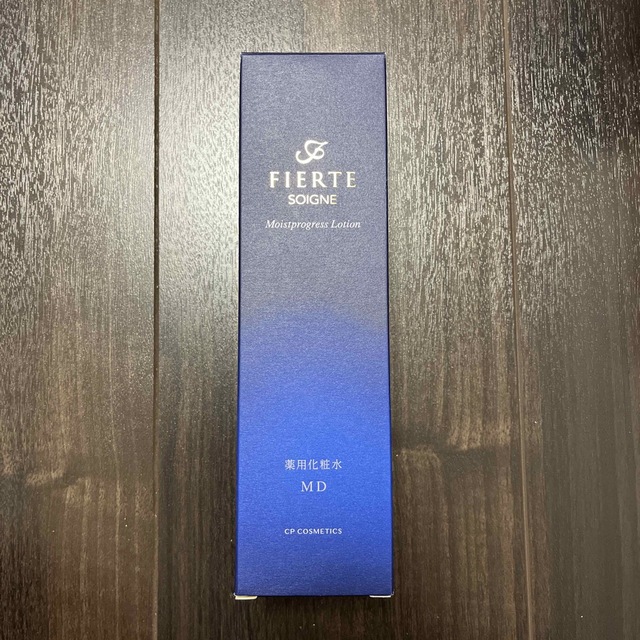 FIERTE
SOIGNE
Moistprogress Lotion
薬用化粧水
MD
CP COSMETICS